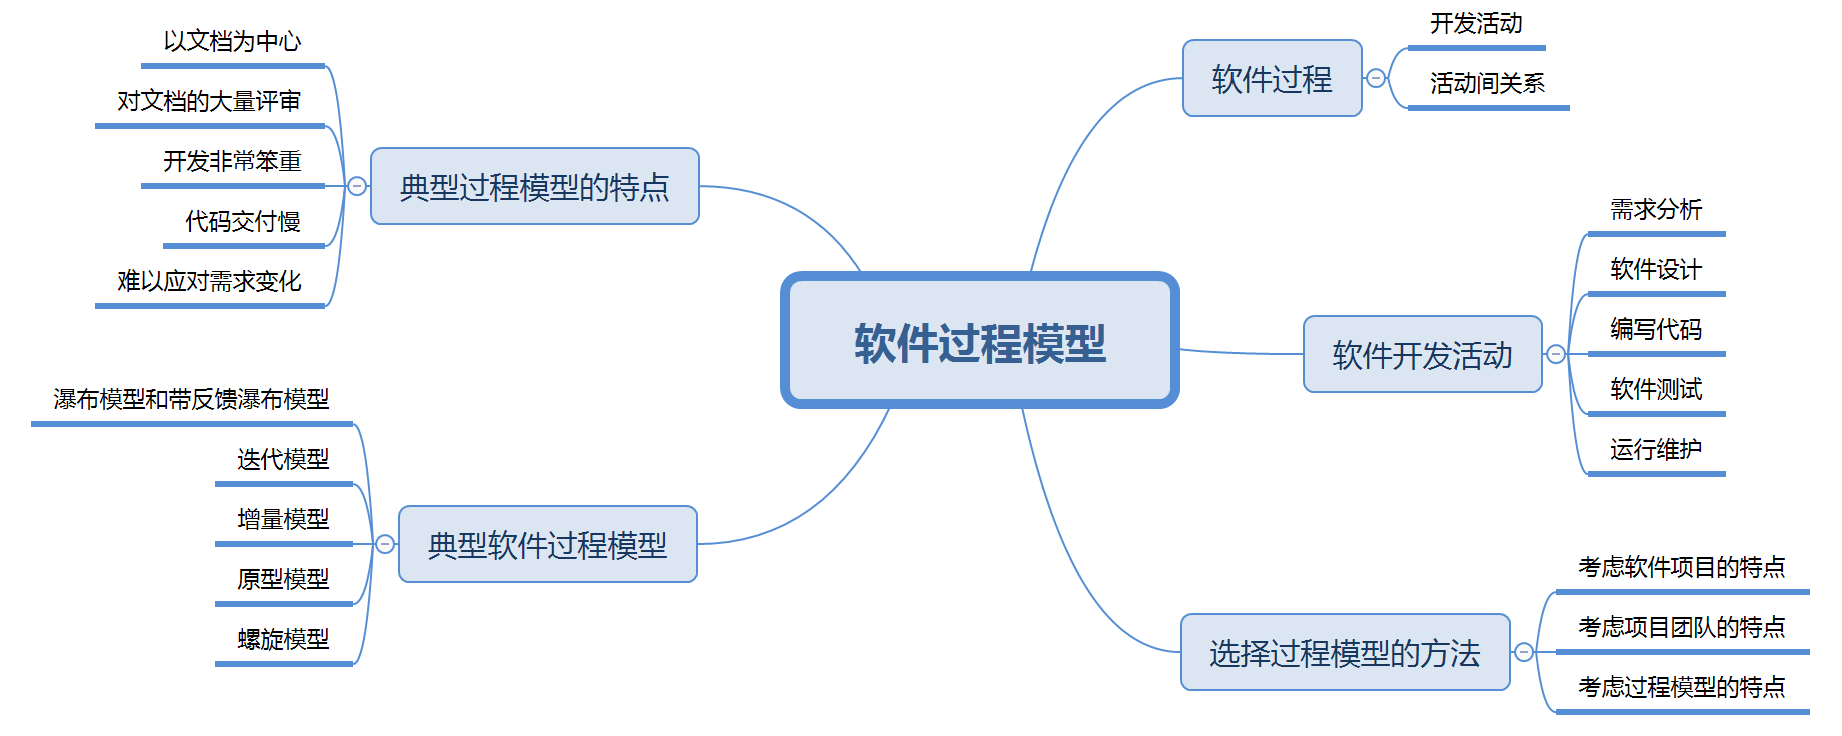 软件过程模型
软件过程
开发活动
活动间关系
软件开发活动
需求分析
软件设计
编写代码
软件测试
运行维护
选择过程模型的方法
考虑软件项目的特点
考虑项目团队的特点
考虑过程模型的特点
典型过程模型的特点
以文档为中心
对文档的大量评审
开发非常笨重
代码交付慢
难以应对需求变化
典型软件过程模型
瀑布模型和带反馈瀑布模型
迭代模型
增量模型
原型模型
螺旋模型